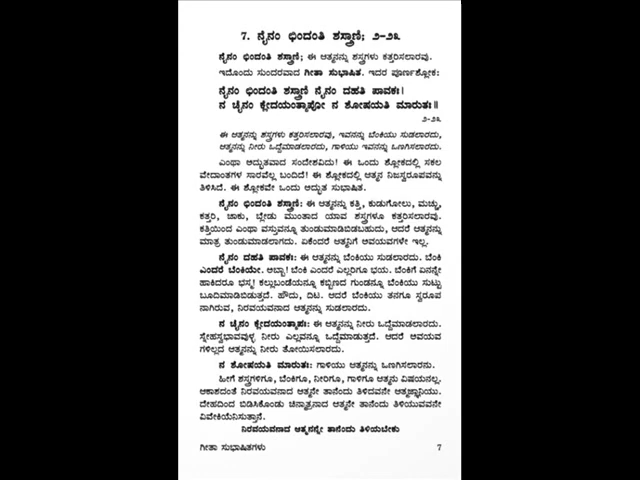 7. ನೈನಂ ಛಿಂದಂತಿ ಶಸ್ತ್ರಾಣಿ; ೨-೨೩
ನೈನಂ ಛಿಂದಂತಿ ಶಸ್ತ್ರಾಣಿ; ಈ ಆತ್ಮನನ್ನು ಶಸ್ತ್ರಗಳು ಕತ್ತರಿಸಲಾರವು.
ಇದೊಂದು ಸುಂದರವಾದ ಗೀತಾ ಸುಭಾಷಿತ. ಇದರ ಪೂರ್ಣಶ್ಲೋಕ:
ನೈನಂ ಛಿಂದಂತಿ ಶಸ್ತ್ರಾಣಿ ನೈನಂ ದಹತಿ ಪಾವಕಃ।
ನ ಚೈನಂ ಕ್ಲೇದಯಂತ್ಯಾಪೋ ನ ಶೋಷಯತಿ ಮಾರುತಃ॥
೨-೨೩
ಈ ಆತ್ಮನನ್ನು ಶಸ್ತ್ರಗಳು ಕತ್ತರಿಸಲಾರವು, ಇವನನ್ನು ಬೆಂಕಿಯು ಸುಡಲಾರದು,
ಆತ್ಮನನ್ನು ನೀರು ಒದ್ದೆಮಾಡಲಾರದು, ಗಾಳಿಯು ಇವನನ್ನು ಒಣಗಿಸಲಾರದು.
ಎಂಥಾ ಅದ್ಭುತವಾದ ಸಂದೇಶವಿದು! ಈ ಒಂದು ಶ್ಲೋಕದಲ್ಲಿ ಸಕಲ
ವೇದಾಂತಗಳ ಸಾರವೆಲ್ಲ ಬಂದಿದೆ! ಈ ಶ್ಲೋಕದಲ್ಲಿ ಆತ್ಮನ ನಿಜಸ್ವರೂಪವನ್ನು
ತಿಳಿಸಿದೆ. ಈ ಶ್ಲೋಕವೇ ಒಂದು ಅದ್ಭುತ ಸುಭಾಷಿತ.
ನೈನಂ ಛಿಂದಂತಿ ಶಸ್ತ್ರಾಣಿ: ಈ ಆತ್ಮನನ್ನು ಕತ್ತಿ, ಕುಡುಗೋಲು, ಮಚ್ಚು,
ಕತ್ತರಿ, ಚಾಕು, ಬ್ಲೇಡು ಮುಂತಾದ ಯಾವ ಶಸ್ತ್ರಗಳೂ ಕತ್ತರಿಸಲಾರವು.
ಕತ್ತಿಯಿಂದ ಎಂಥಾ ವಸ್ತುವನ್ನೂ ತುಂಡುಮಾಡಿಬಿಡಬಹುದು, ಆದರೆ ಆತ್ಮನನ್ನು
ಮಾತ್ರ ತುಂಡುಮಾಡಲಾಗದು. ಏಕೆಂದರೆ ಆತ್ಮನಿಗೆ ಅವಯವಗಳೇ ಇಲ್ಲ.
ನೈನಂ ದಹತಿ ಪಾವಕಃ: ಈ ಆತ್ಮನನ್ನು ಬೆಂಕಿಯು ಸುಡಲಾರದು. ಬೆಂಕಿ
ಎಂದರೆ ಬೆಂಕಿಯೇ. ಅಬ್ಬಾ! ಬೆಂಕಿ ಎಂದರೆ ಎಲ್ಲರಿಗೂ ಭಯ. ಬೆಂಕಿಗೆ ಏನನ್ನೇ
ಹಾಕಿದರೂ ಭಸ್ಮ! ಕಲ್ಲುಬಂಡೆಯನ್ನೂ ಕಬ್ಬಿಣದ ಗುಂಡನ್ನೂ ಬೆಂಕಿಯು ಸುಟ್ಟು
ಬೂದಿಮಾಡಿಬಿಡುತ್ತದೆ. ಹೌದು, ದಿಟ. ಆದರೆ ಬೆಂಕಿಯು ತನಗೂ ಸ್ವರೂಪ
ನಾಗಿರುವ, ನಿರವಯವನಾದ ಆತ್ಮನನ್ನು ಸುಡಲಾರದು.
ನ ಚೈನಂ ಕ್ಲೇದಯಂತ್ಯಾಪಃ: ಈ ಆತ್ಮನನ್ನು ನೀರು ಒದ್ದೆಮಾಡಲಾರದು.
ಸ್ನೇಹಸ್ವಭಾವವುಳ್ಳ ನೀರು ಎಲ್ಲವನ್ನೂ ಒದ್ದೆಮಾಡುತ್ತದೆ. ಆದರೆ ಅವಯವ
ಗಳಿಲ್ಲದ ಆತ್ಮನನ್ನು ನೀರು ತೋಯಿಸಲಾರದು.
ನ ಶೋಷಯತಿ ಮಾರುತಃ: ಗಾಳಿಯು ಆತ್ಮನನ್ನು ಒಣಗಿಸಲಾರನು.
ಹೀಗೆ ಶಸ್ತ್ರಗಳಿಗೂ, ಬೆಂಕಿಗೂ, ನೀರಿಗೂ, ಗಾಳಿಗೂ ಆತ್ಮನು ವಿಷಯನಲ್ಲ.
ಆಕಾಶದಂತೆ ನಿರವಯವನಾದ ಆತ್ಮನೇ ತಾನೆಂದು ತಿಳಿದವನೇ ಆತ್ಮಜ್ಞಾನಿಯು.
ದೇಹದಿಂದ ಬಿಡಿಸಿಕೊಂಡು ಚಿನ್ಮಾತ್ರನಾದ ಆತ್ಮನೇ ತಾನೆಂದು ತಿಳಿಯುವವನೇ
ವಿವೇಕಿಯೆನಿಸುತ್ತಾನೆ.
ನಿರವಯವನಾದ ಆತ್ಮನನ್ನೇ ತಾನೆಂದು ತಿಳಿಯಬೇಕು
ಗೀತಾ ಸುಭಾಷಿತಗಳು 7